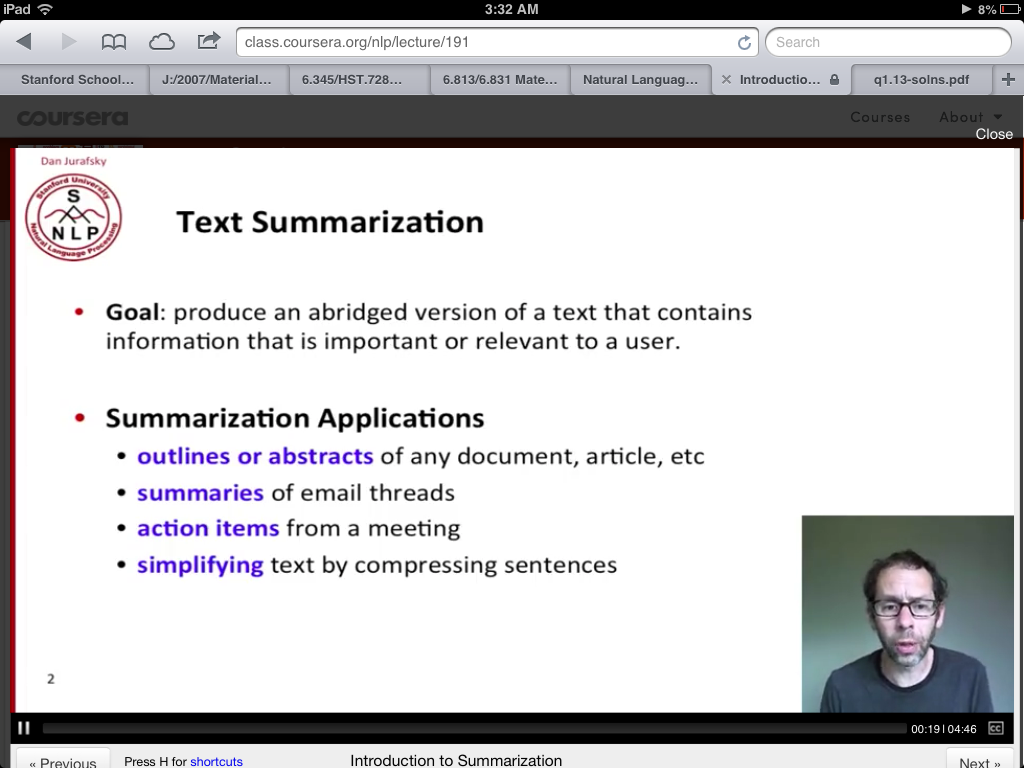 iPad 3:32 AM 8%
class.coursera.org/nlp/lecture/191 Search
Stanford School... J:/2007/Material... 6.345/HST.728... 6.813/6.831 Mate... Natural Languag... Introductio... q1.13-solns.pdf
coursera Courses About
Close
Dan Jurafsky
Stanford University
S
NLP
Natural Language Processing
Text Summarization
• Goal: produce an abridged version of a text that contains
information that is important or relevant to a user.
• Summarization Applications
• outlines or abstracts of any document, article, etc
• summaries of email threads
• action items from a meeting
• simplifying text by compressing sentences
2
00:19 | 04:46 CC
« Previous Press H for shortcuts Introduction to Summarization Next »